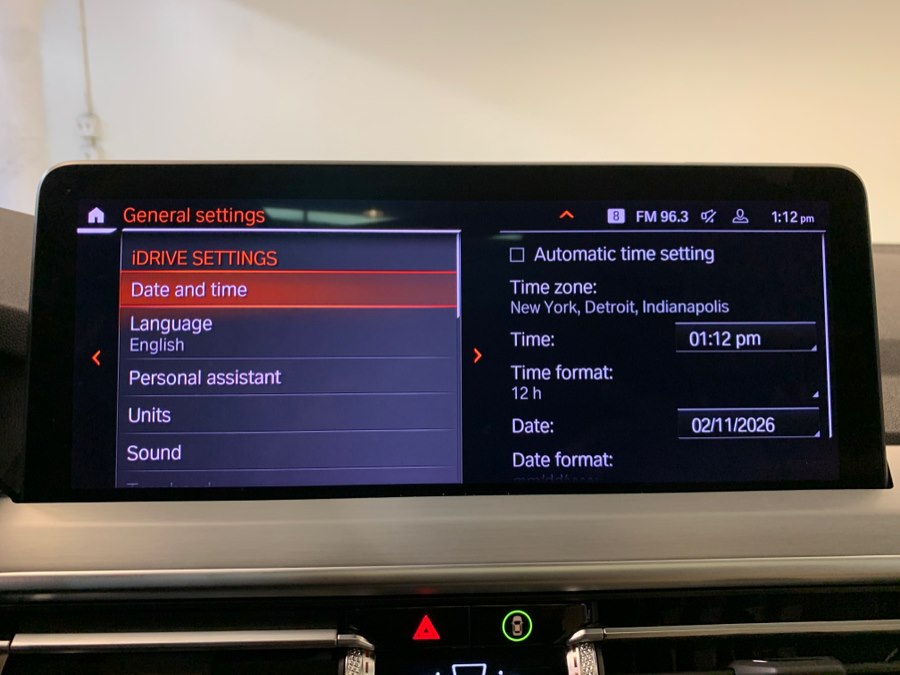 General settings
8 FM 96.3 1:12 pm
iDRIVE SETTINGS
Date and time
Language
English
Personal assistant
Units
Sound
Automatic time setting
Time zone:
New York, Detroit, Indianapolis
Time: 01:12 pm
Time format:
12 h
Date: 02/11/2026
Date format: